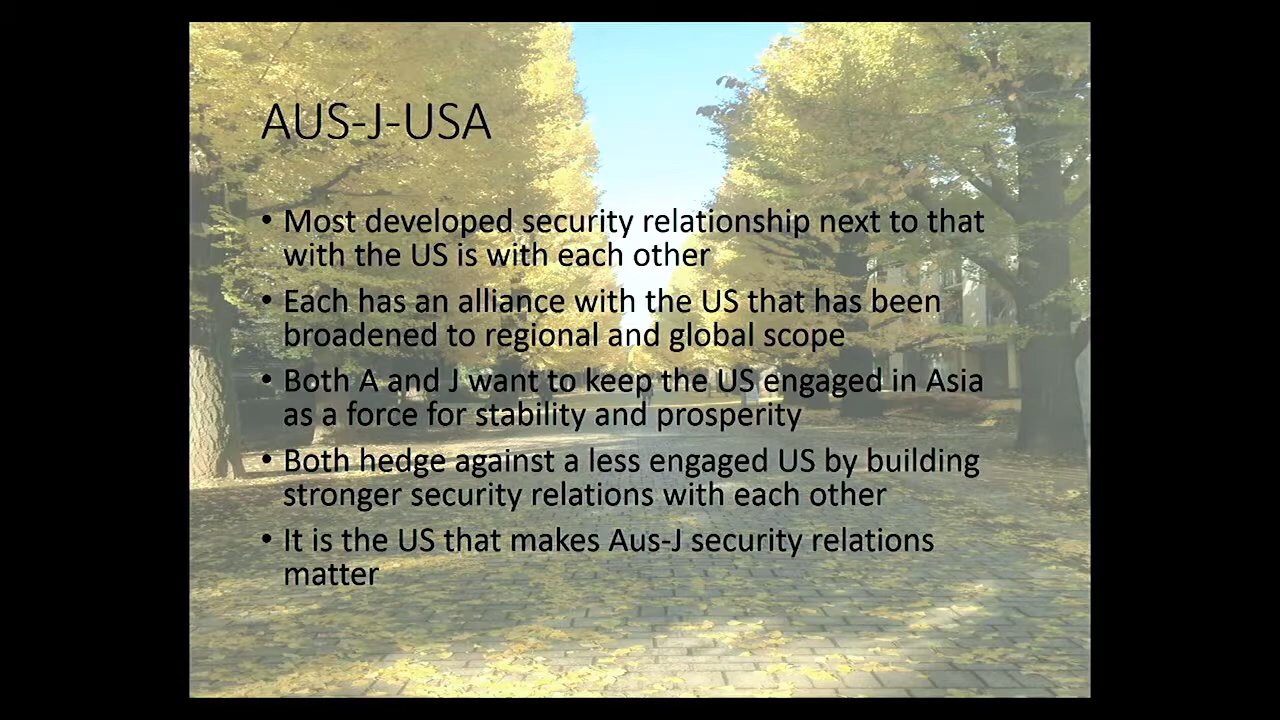 AUS-J-USA
• Most developed security relationship next to that
with the US is with each other
• Each has an alliance with the US that has been
broadened to regional and global scope
• Both A and J want to keep the US engaged in Asia
as a force for stability and prosperity
• Both hedge against a less engaged US by building
stronger security relations with each other
• It is the US that makes Aus-J security relations
matter